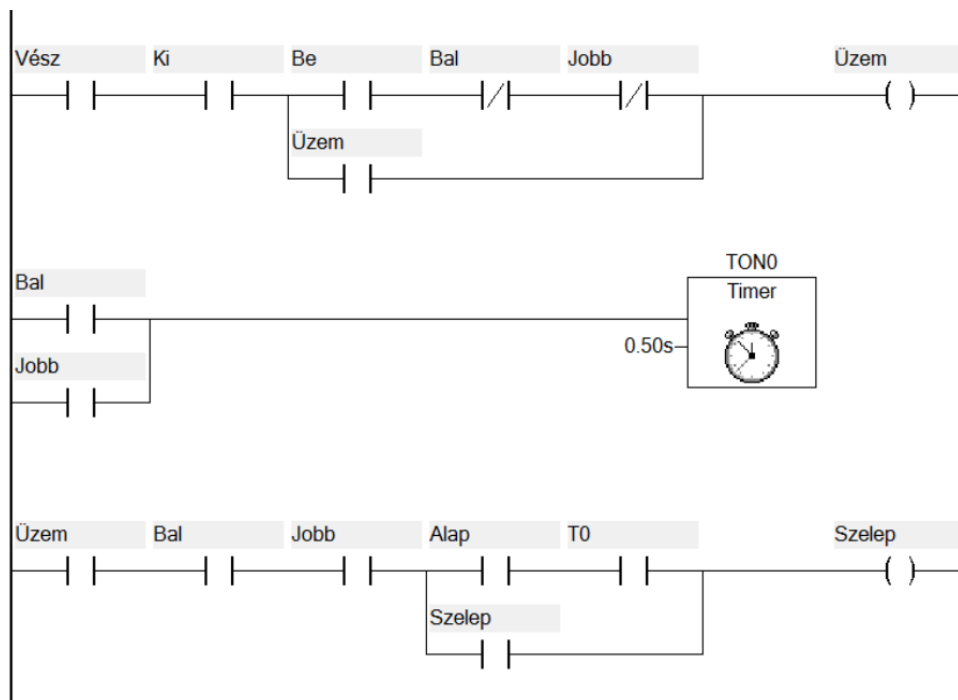 Vész Ki Be Bal Jobb Üzem
Üzem
TON0
Bal
Timer
0.50s
Jobb
Üzem Bal Jobb Alap T0 Szelep
Szelep